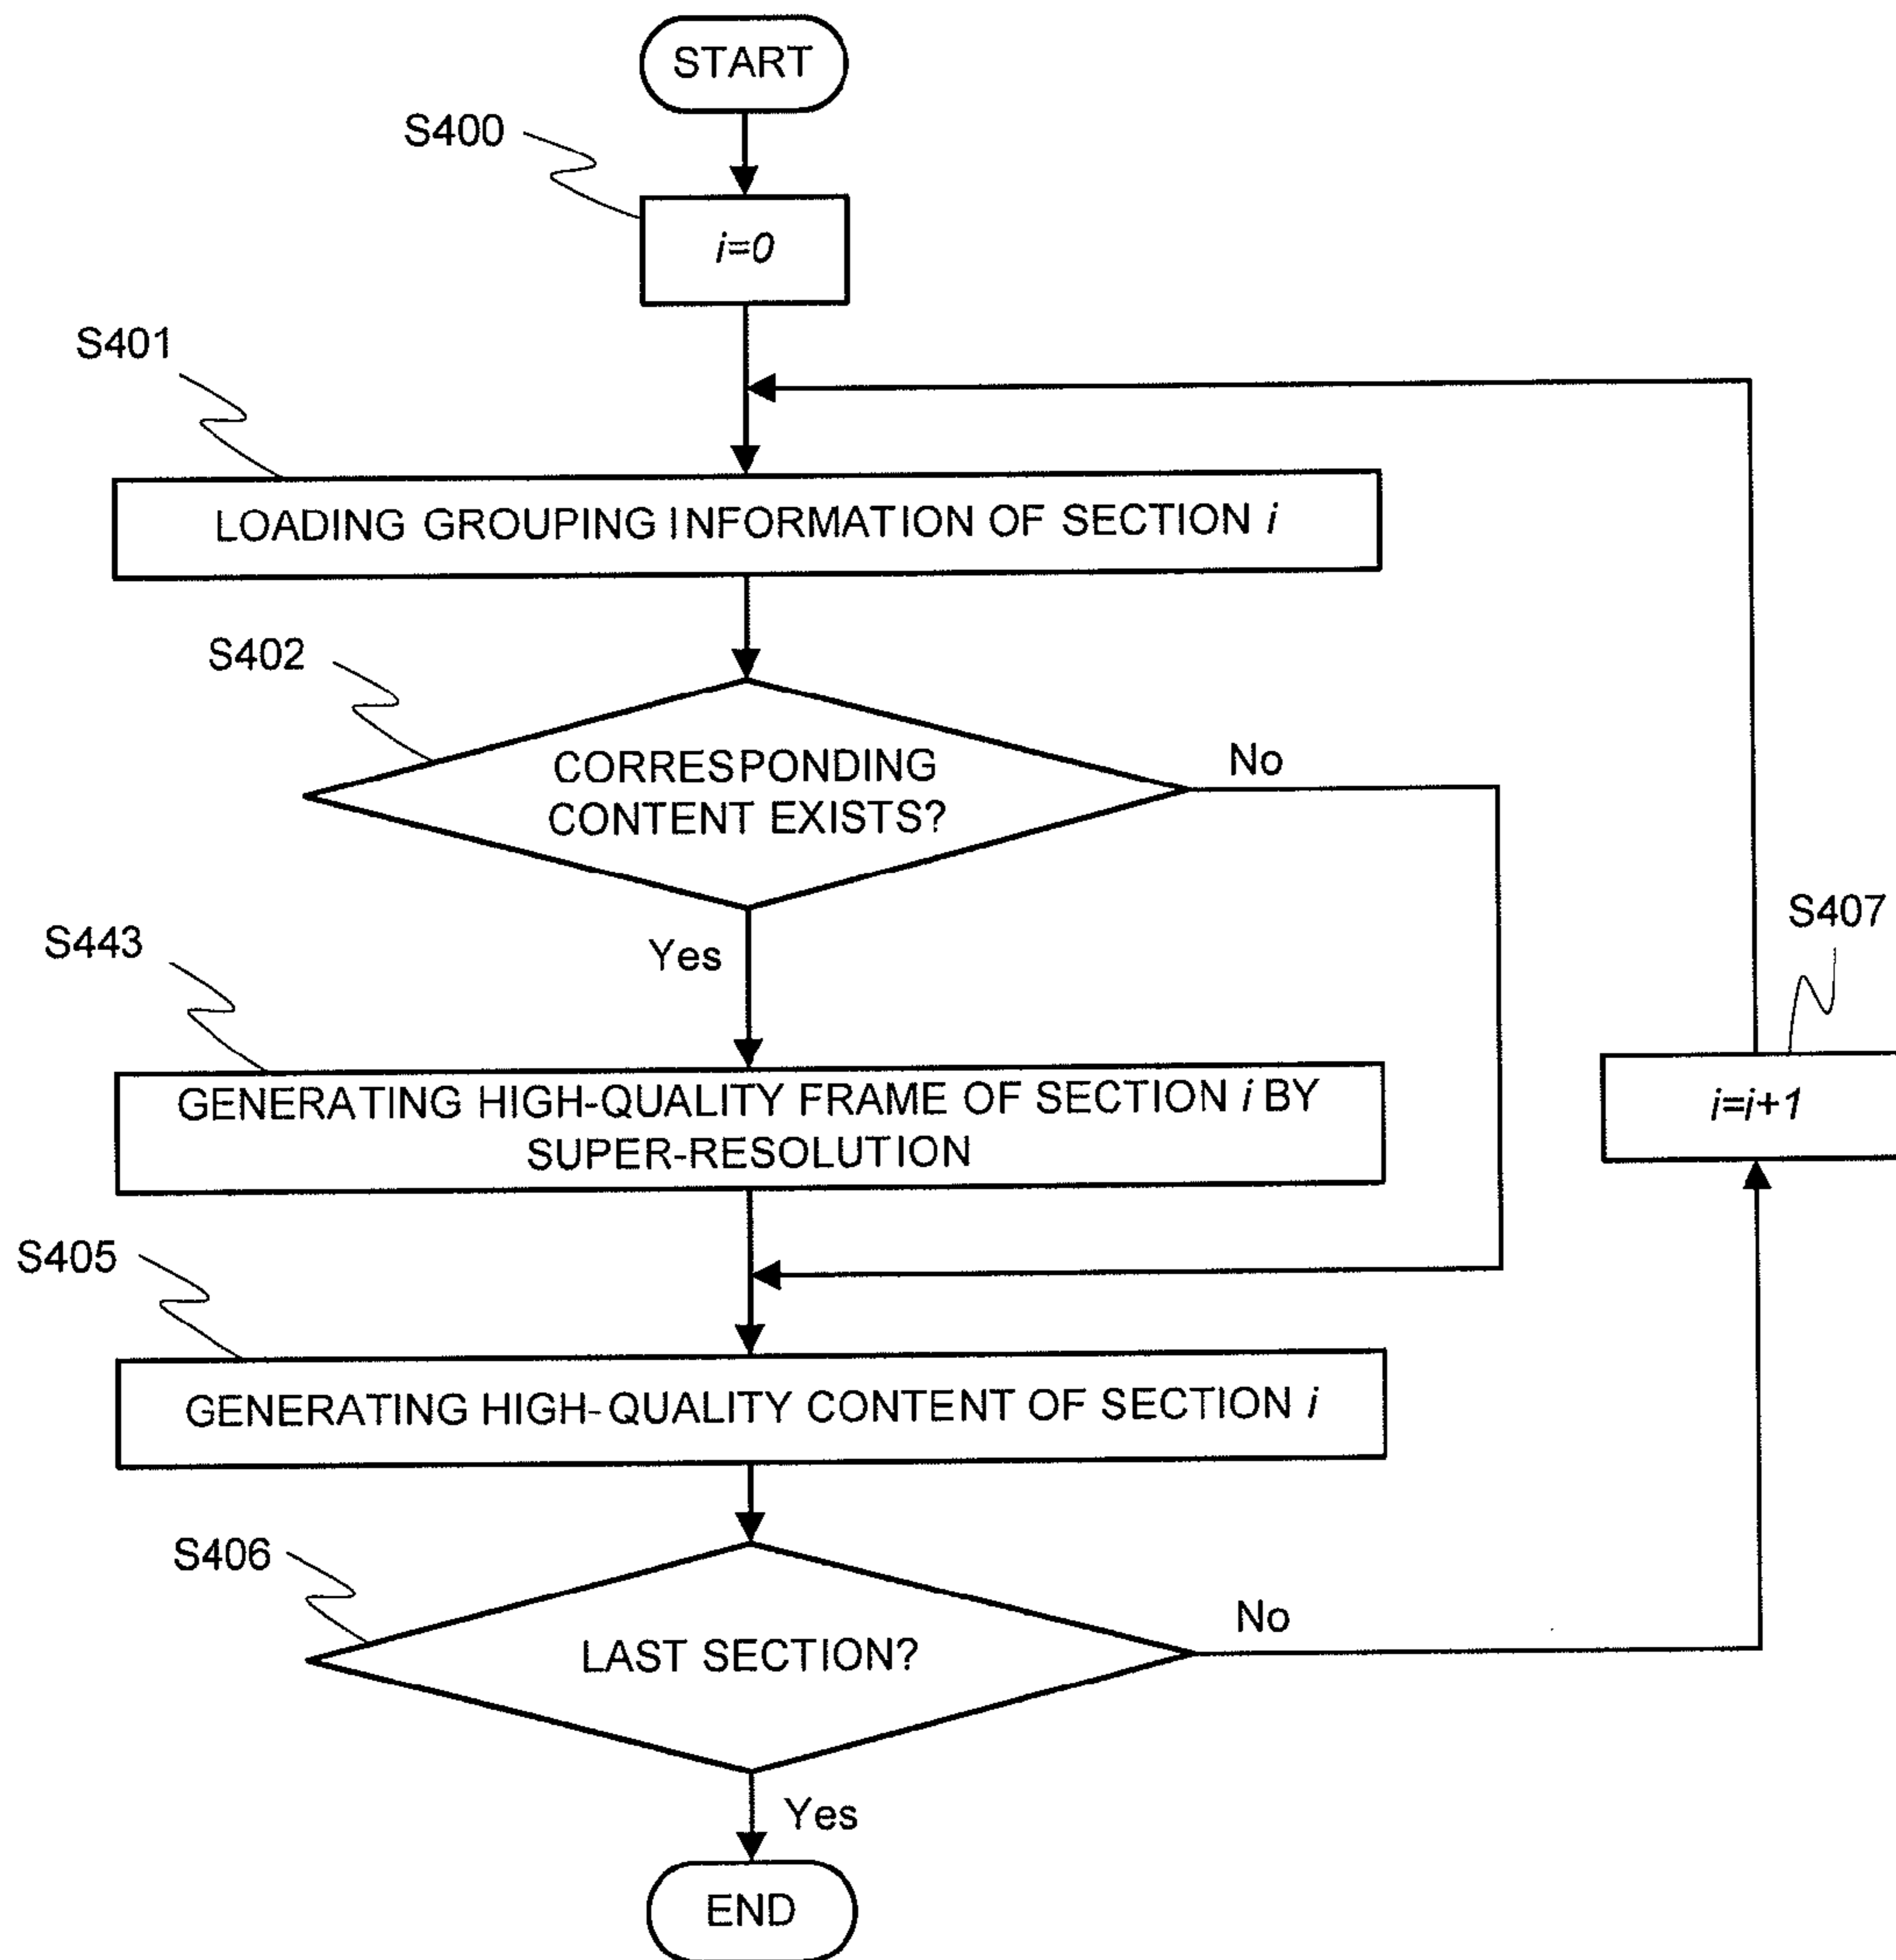 START
S400
i=0
S401
LOADING GROUPING INFORMATION OF SECTION i
S402
CORRESPONDING
CONTENT EXISTS?
No
Yes
S407
i=i+1
S443
GENERATING HIGH-QUALITY FRAME OF SECTION i BY
SUPER-RESOLUTION
S405
GENERATING HIGH-QUALITY CONTENT OF SECTION i
S406
LAST SECTION?
No
Yes
END